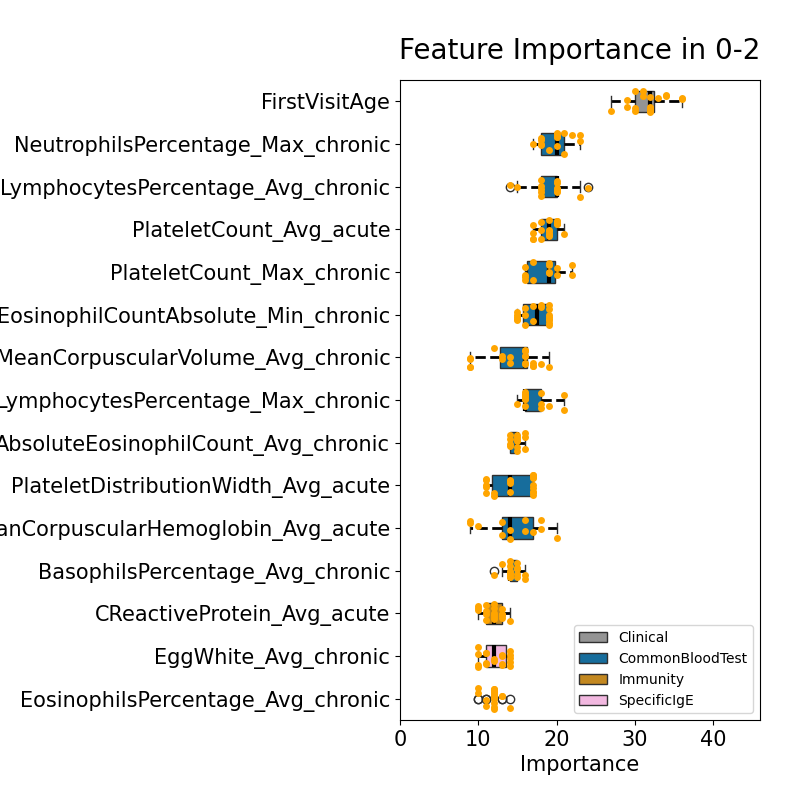 Feature Importance in 0-2
FirstVisitAge
NeutrophilsPercentage_Max_chronic
LymphocytesPercentage_Avg_chronic
PlateletCount_Avg_acute
PlateletCount_Max_chronic
EosinophilCountAbsolute_Min_chronic
MeanCorpuscularVolume_Avg_chronic
LymphocytesPercentage_Max_chronic
AbsoluteEosinophilCount_Avg_chronic
PlateletDistributionWidth_Avg_acute
anCorpuscularHemoglobin_Avg_acute
BasophilsPercentage_Avg_chronic
CReactiveProtein_Avg_acute
EggWhite_Avg_chronic
EosinophilsPercentage_Avg_chronic
Clinical
CommonBloodTest
Immunity
SpecificIgE
0 10 20 30 40
Importance